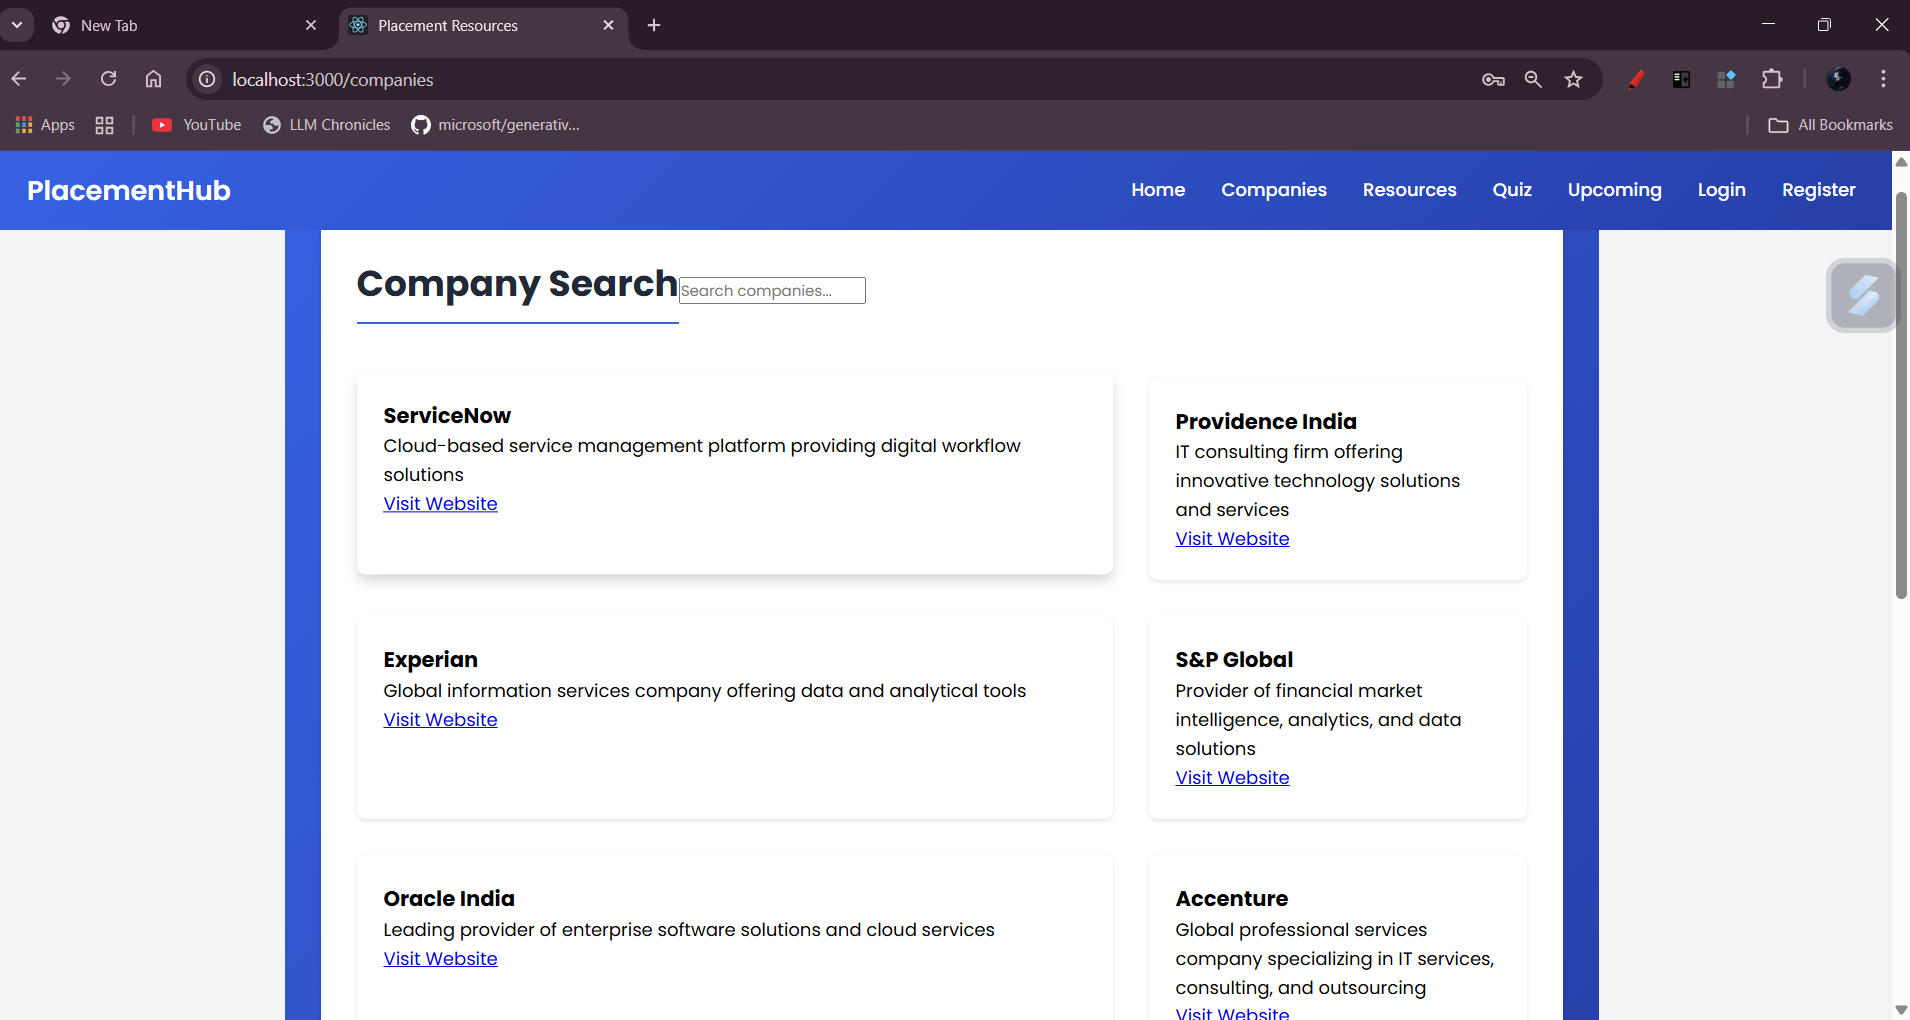 New Tab
Placement Resources
localhost:3000/companies
Apps
YouTube
LLM Chronicles
microsoft/generativ...
All Bookmarks
PlacementHub
Home
Companies
Resources
Quiz
Upcoming
Login
Register
Company Search
Search companies...
ServiceNow
Cloud-based service management platform providing digital workflow
solutions
Visit Website
Providence India
IT consulting firm offering
innovative technology solutions
and services
Visit Website
Experian
Global information services company offering data and analytical tools
Visit Website
S&P Global
Provider of financial market
intelligence, analytics, and data
solutions
Visit Website
Oracle India
Leading provider of enterprise software solutions and cloud services
Visit Website
Accenture
Global professional services
company specializing in IT services,
consulting, and outsourcing
Visit Website